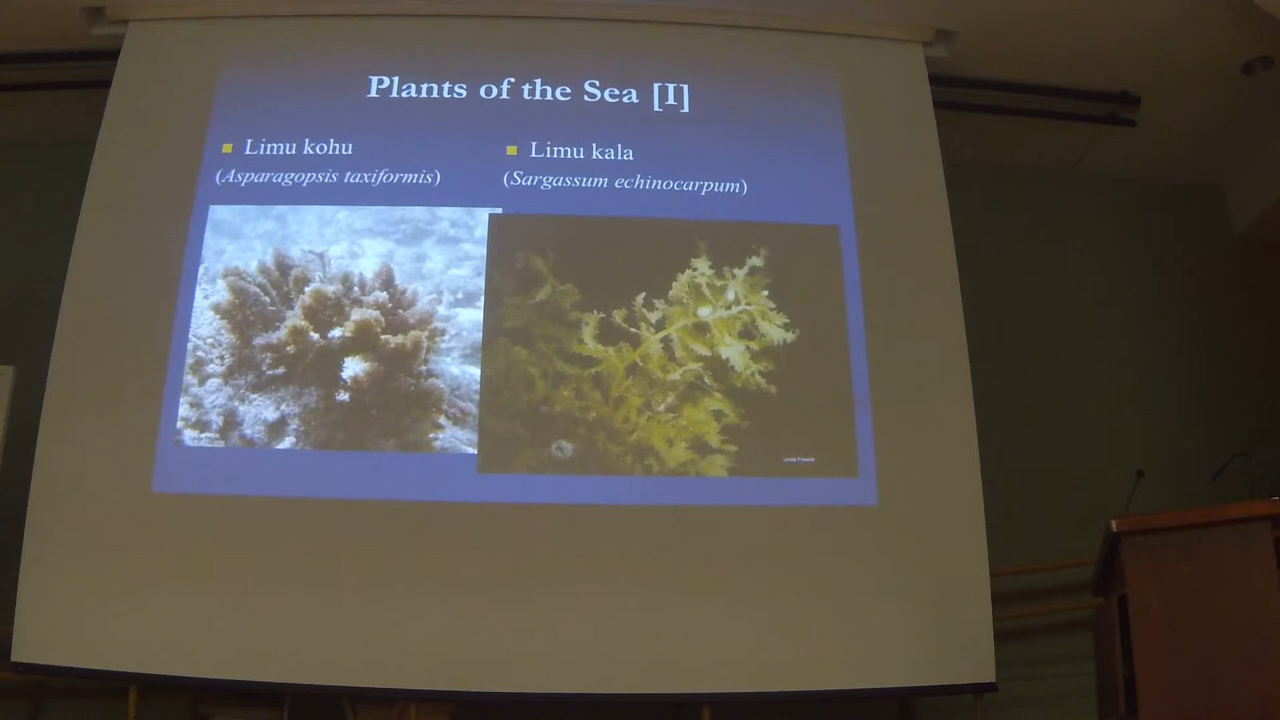 Plants of the Sea [I]
Limu kohu
(Asparagopsis taxiformis)
Limu kala
(Sargassum echinocarpum)